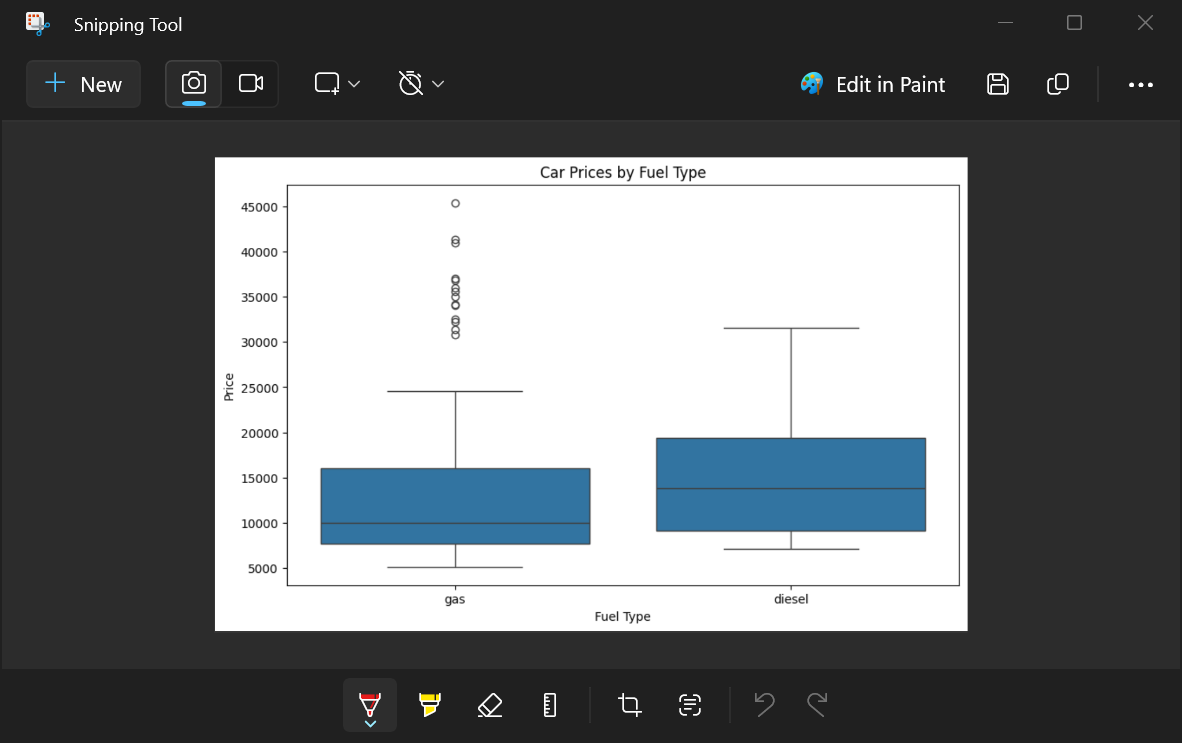 Snipping Tool
New
Edit in Paint
Car Prices by Fuel Type
45000
40000
35000
30000
25000
20000
15000
10000
5000
Price
gas
diesel
Fuel Type